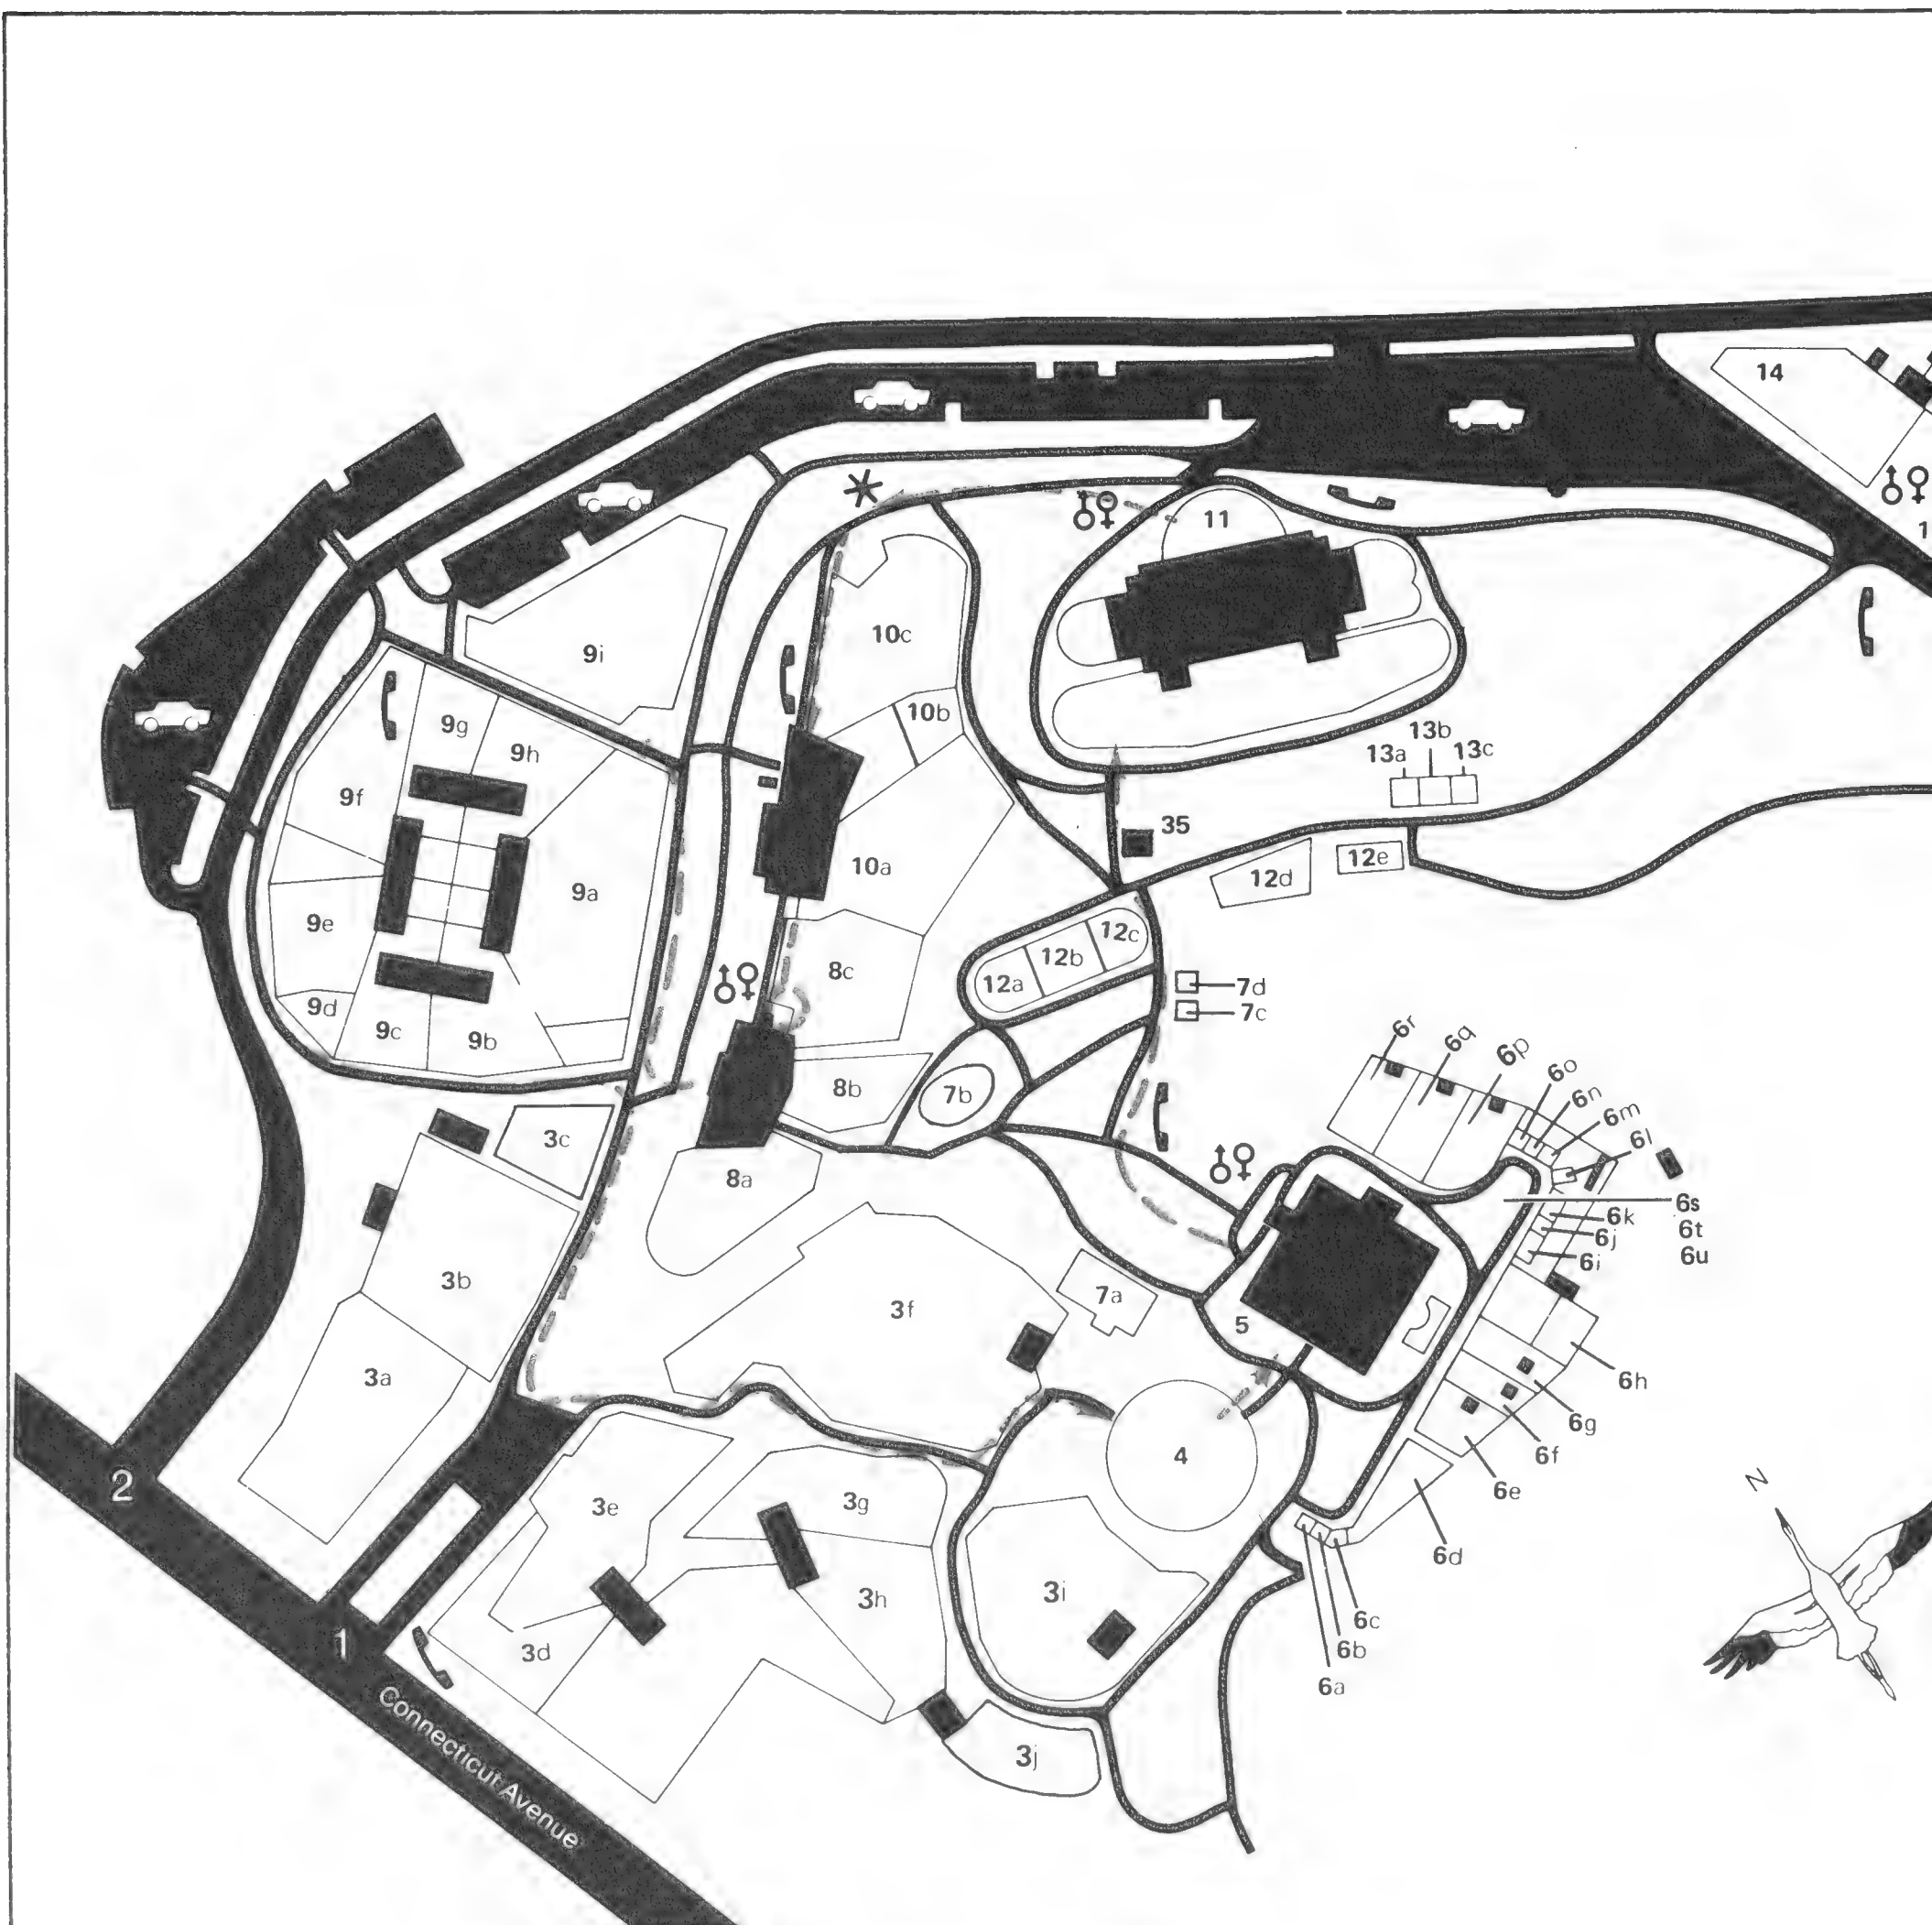 14
11
1
10c
9i
10b
9g
9h
13b
13a
13c
9f
35
10a
12e
12d
9a
9e
12c
12b
12a
8c
7d
7c
9d
9c
9b
6r
6q
6p
6o
6n
6m
6l
8b
7b
3c
8a
6s
6k
6t
6j
6u
6i
3b
7a
3f
5
3a
6h
6g
6f
4
6e
2
3g
3e
N
6d
3i
3h
6c
1
3d
6b
6a
3j
Connecticut Avenue